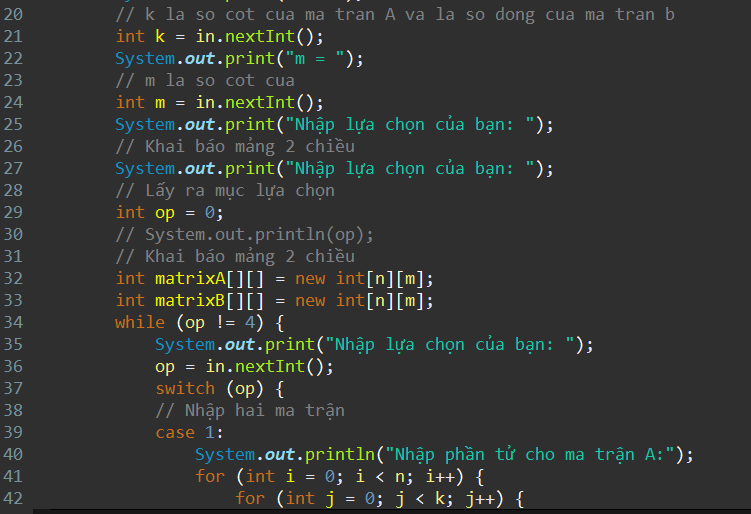 20 // k la so cot cua ma tran A va la so dong cua ma tran b
21 int k = in.nextInt();
22 System.out.print("m = ");
23 // m la so cot cua
24 int m = in.nextInt();
25 System.out.print("Nhập lựa chọn của bạn: ");
26 // Khai báo mảng 2 chiều
27 System.out.print("Nhập lựa chọn của bạn: ");
28 // Lấy ra mục lựa chọn
29 int op = 0;
30 // System.out.println(op);
31 // Khai báo mảng 2 chiều
32 int matrixA[][] = new int[n][m];
33 int matrixB[][] = new int[n][m];
34 while (op != 4) {
35 System.out.print("Nhập lựa chọn của bạn: ");
36 op = in.nextInt();
37 switch (op) {
38 // Nhập hai ma trận
39 case 1:
40 System.out.println("Nhập phần tử cho ma trận A:");
41 for (int i = 0; i < n; i++) {
42 for (int j = 0; j < k; j++) {